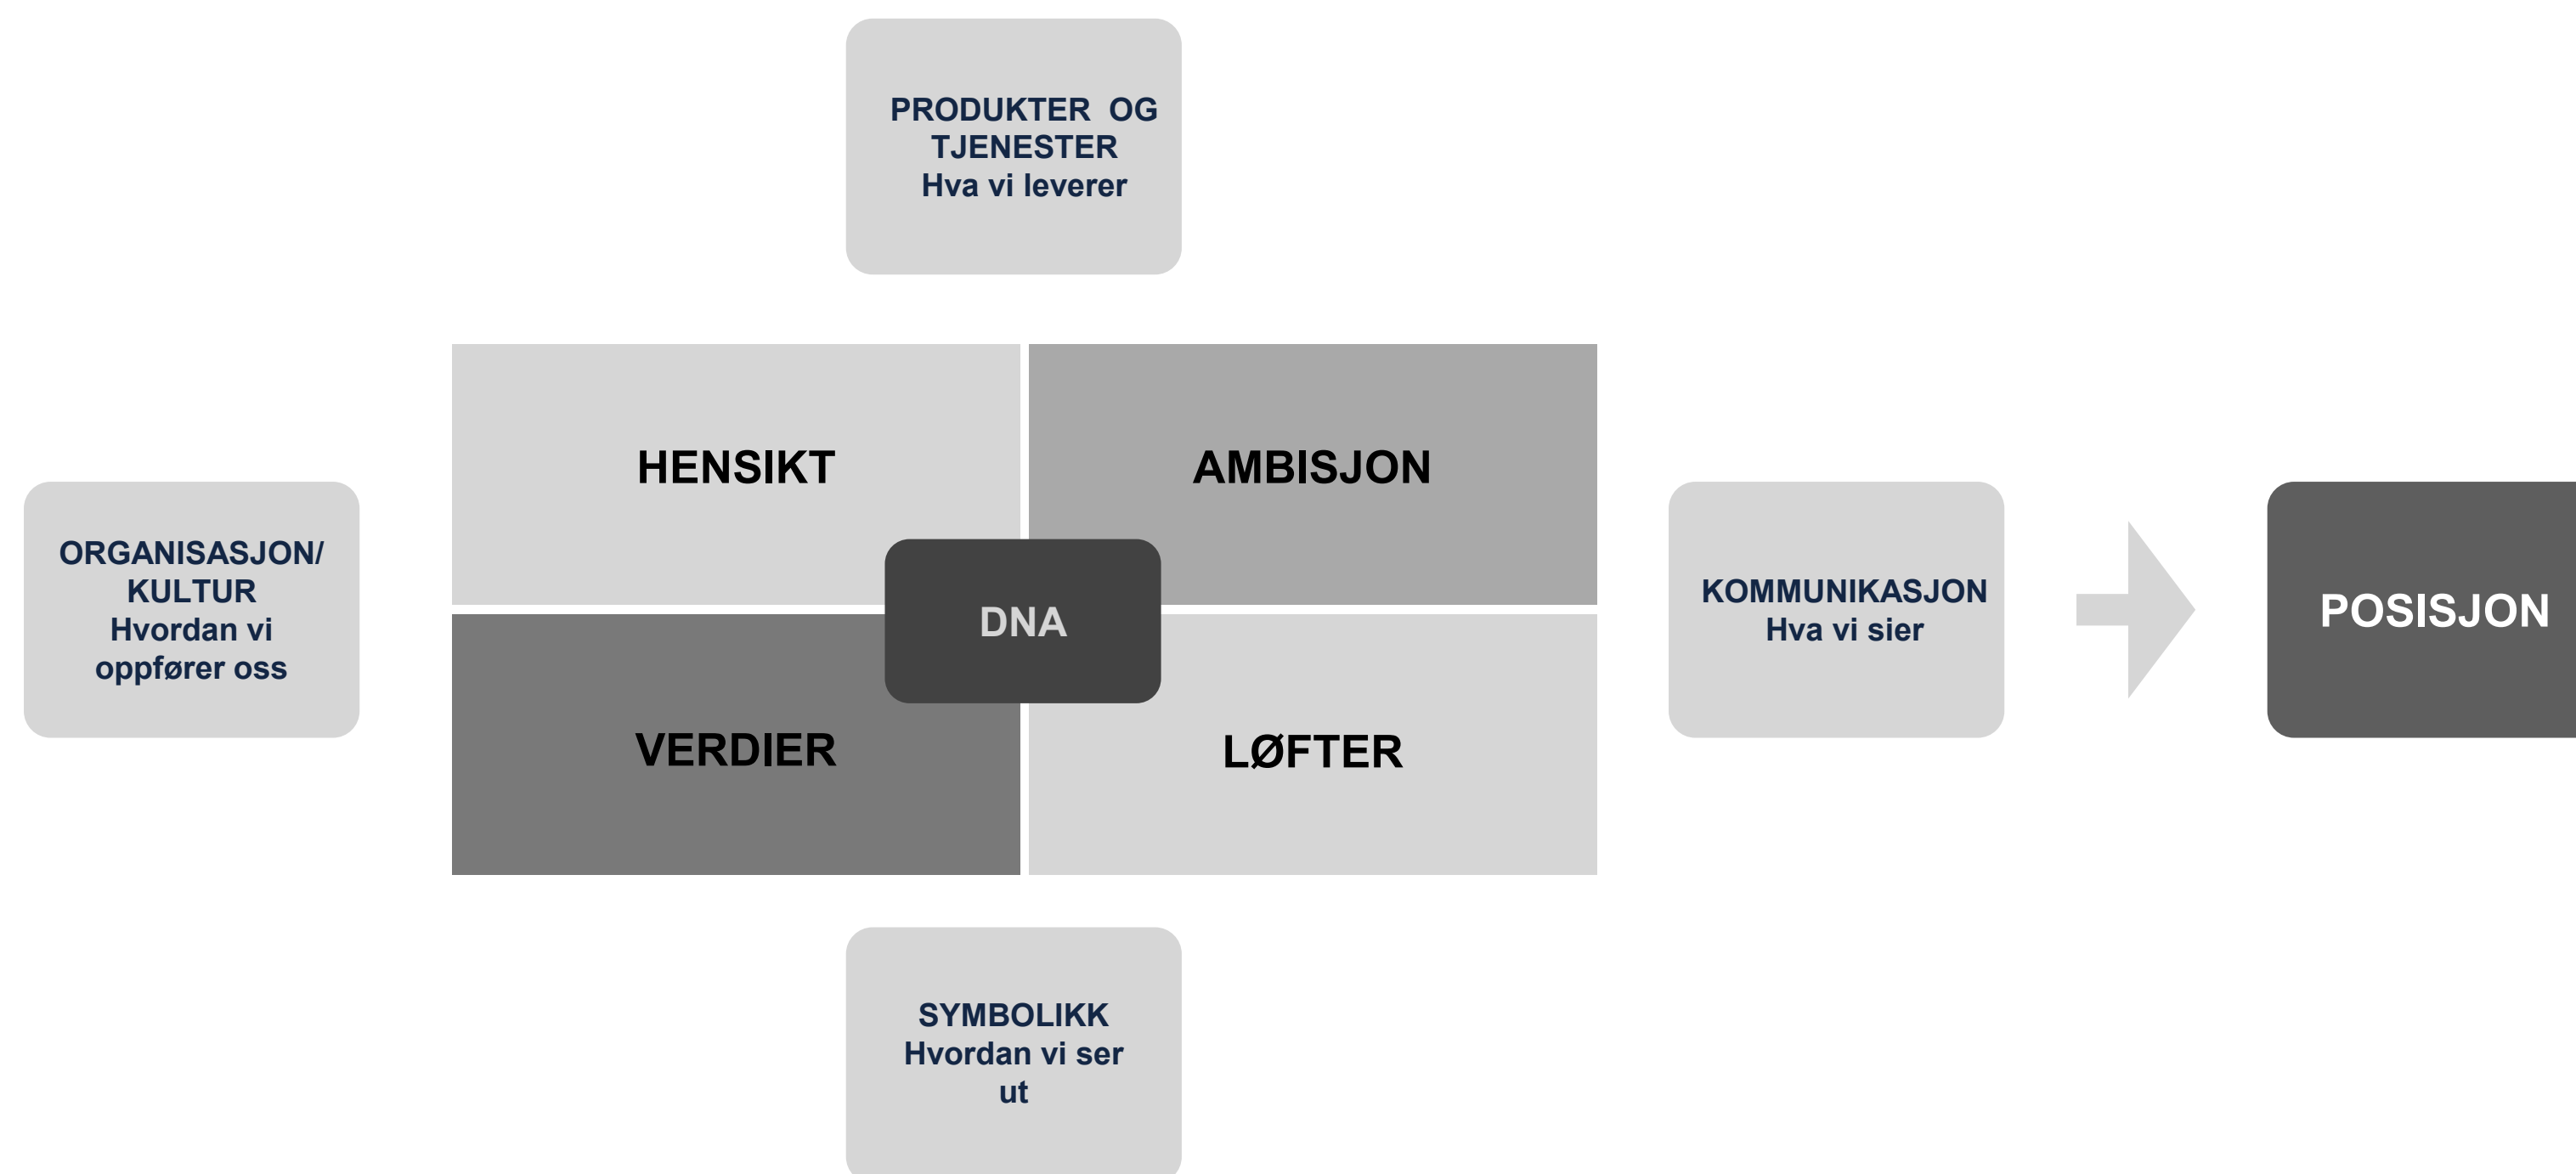 PRODUKTER  OG
TJENESTER
Hva vi leverer
HENSIKT
AMBISJON
ORGANISASJON/
KULTUR
Hvordan vi
oppfører oss
DNA
KOMMUNIKASJON
Hva vi sier
POSISJON
VERDIER
LØFTER
SYMBOLIKK
Hvordan vi ser
ut